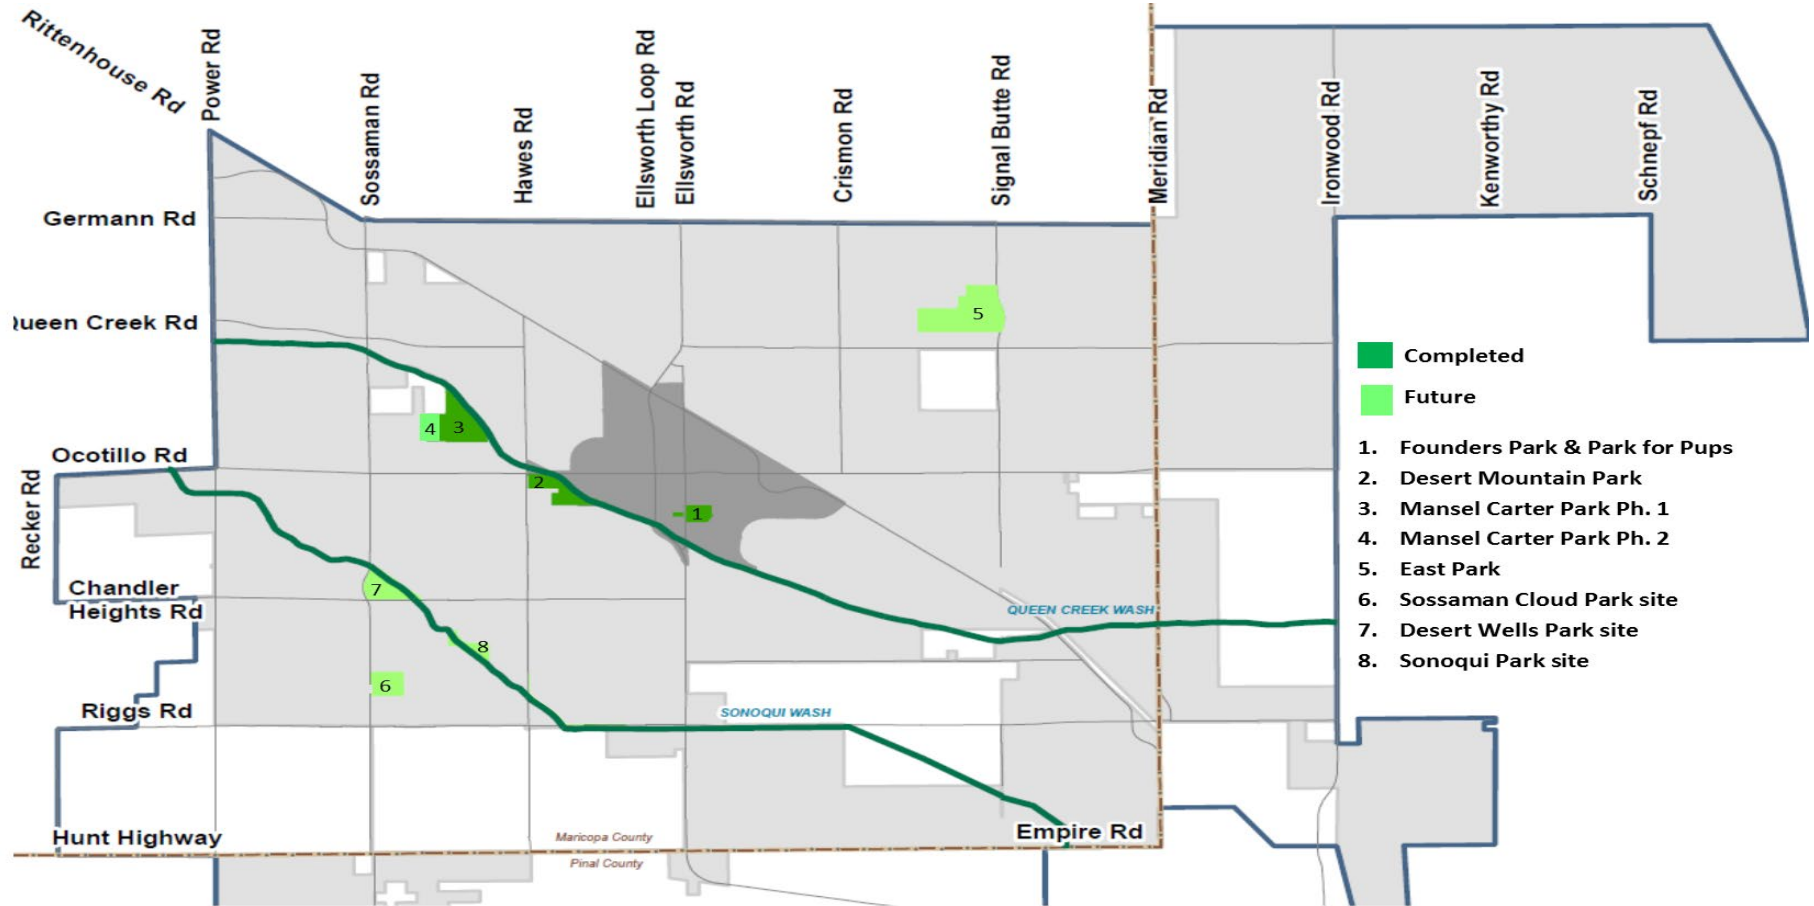 Rittenhouse Rd
Power Rd
Sossaman Rd
Hawes Rd
Ellsworth Loop Rd
Ellsworth Rd
Crismon Rd
Signal Butte Rd
Meridian Rd
Ironwood Rd
Kenworthy Rd
Schnepf Rd
Germann Rd
Queen Creek Rd
5
Completed
Future
4
3
1. Founders Park & Park for Pups
2. Desert Mountain Park
3. Mansel Carter Park Ph. 1
4. Mansel Carter Park Ph. 2
5. East Park
6. Sossaman Cloud Park site
7. Desert Wells Park site
8. Sonoqui Park site
Ocotillo Rd
Recker Rd
2
1
Chandler
Heights Rd
7
QUEEN CREEK WASH
8
6
Riggs Rd
SONOQUI WASH
Hunt Highway
Maricopa County
Pinal County
Empire Rd